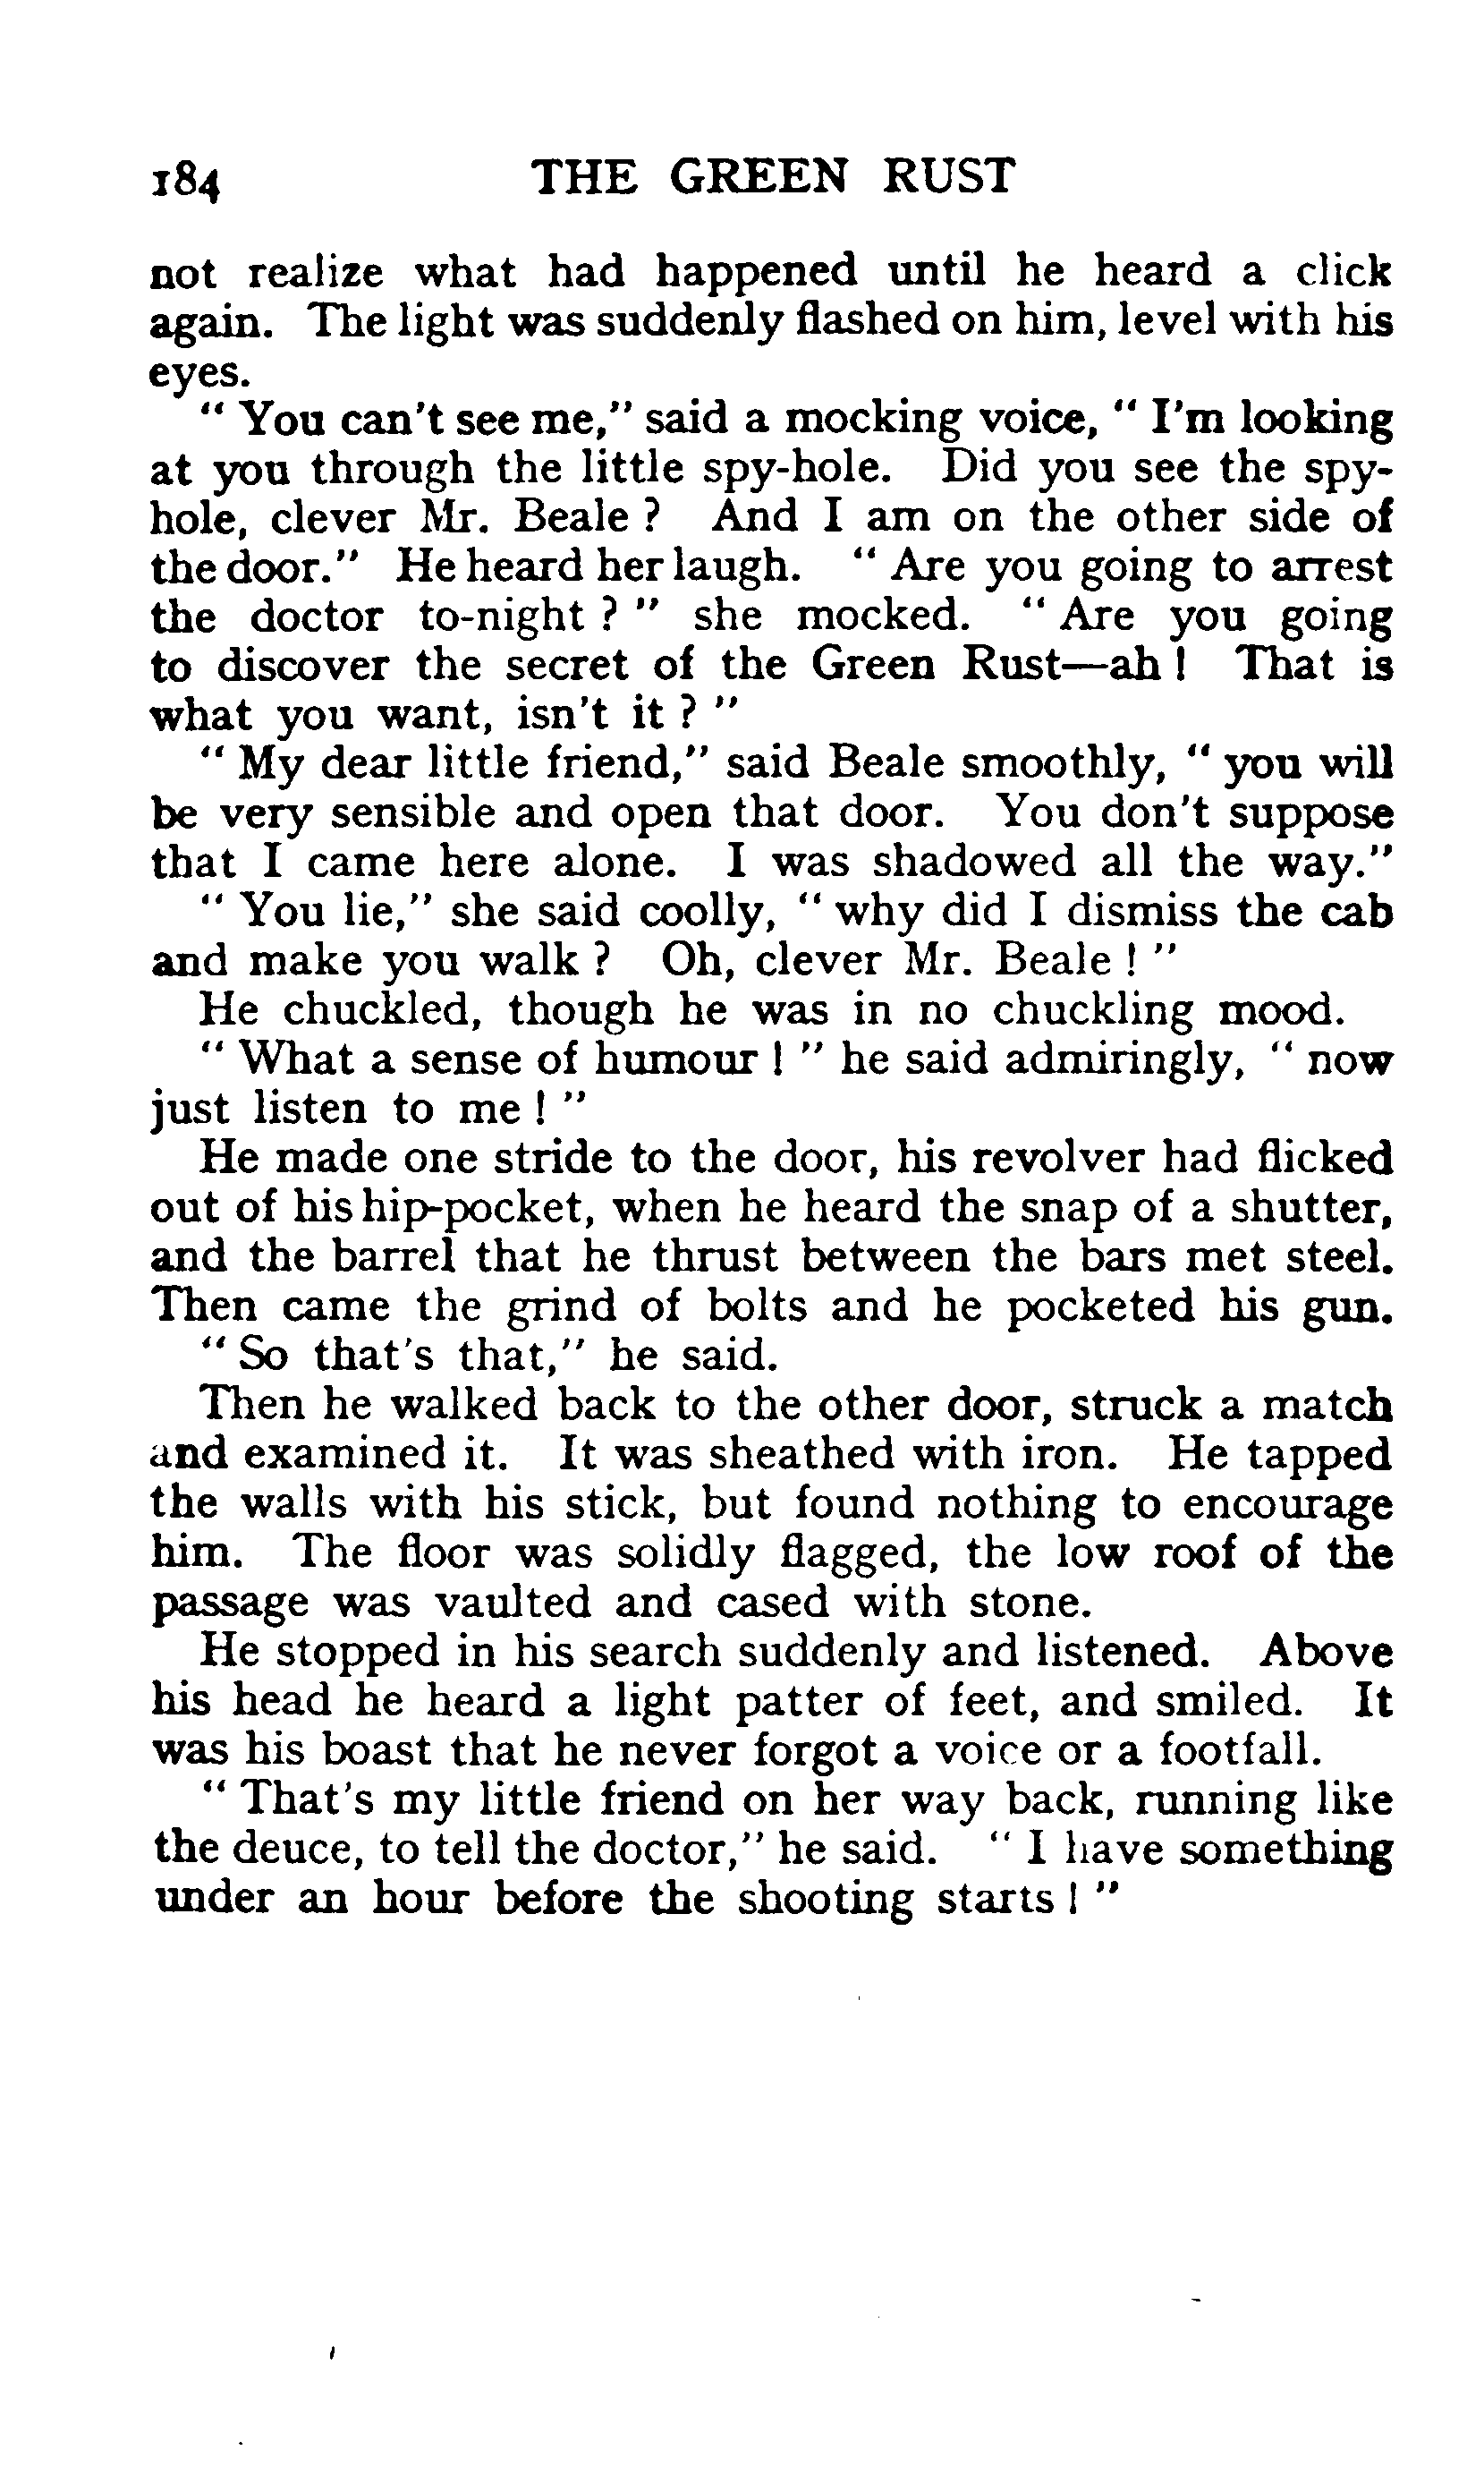 184 THE GREEN RUST
not realize what had happened until he heard a click
again. The light was suddenly flashed on him, level with his
eyes.
" You can't see me," said a mocking voice, " I'm looking
at you through the little spy-hole. Did you see the spy-
hole, clever Mr. Beale ? And I am on the other side of
the door." He heard her laugh. " Are you going to arrest
the doctor to-night ? " she mocked. " Are you going
to discover the secret of the Green Rust—ah ! That is
what you want, isn't it ? "
" My dear little friend," said Beale smoothly, " you will
be very sensible and open that door. You don't suppose
that I came here alone. I was shadowed all the way."
" You lie," she said coolly, " why did I dismiss the cab
and make you walk ? Oh, clever Mr. Beale ! "
He chuckled, though he was in no chuckling mood.
" What a sense of humour ! " he said admiringly, " now
just listen to me ! "
He made one stride to the door, his revolver had flicked
out of his hip-pocket, when he heard the snap of a shutter,
and the barrel that he thrust between the bars met steel.
Then came the grind of bolts and he pocketed his gun.
" So that's that," he said.
Then he walked back to the other door, struck a match
and examined it. It was sheathed with iron. He tapped
the walls with his stick, but found nothing to encourage
him. The floor was solidly flagged, the low roof of the
passage was vaulted and cased with stone.
He stopped in his search suddenly and listened. Above
his head he heard a light patter of feet, and smiled. It
was his boast that he never forgot a voice or a footfall.
" That's my little friend on her way back, running like
the deuce, to tell the doctor," he said. " I have something
under an hour before the shooting starts ! "